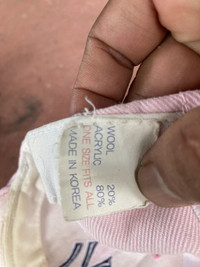 WOOL 20%
ACRYLIC 80%
ONE SIZE FITS ALL
MADE IN KOREA